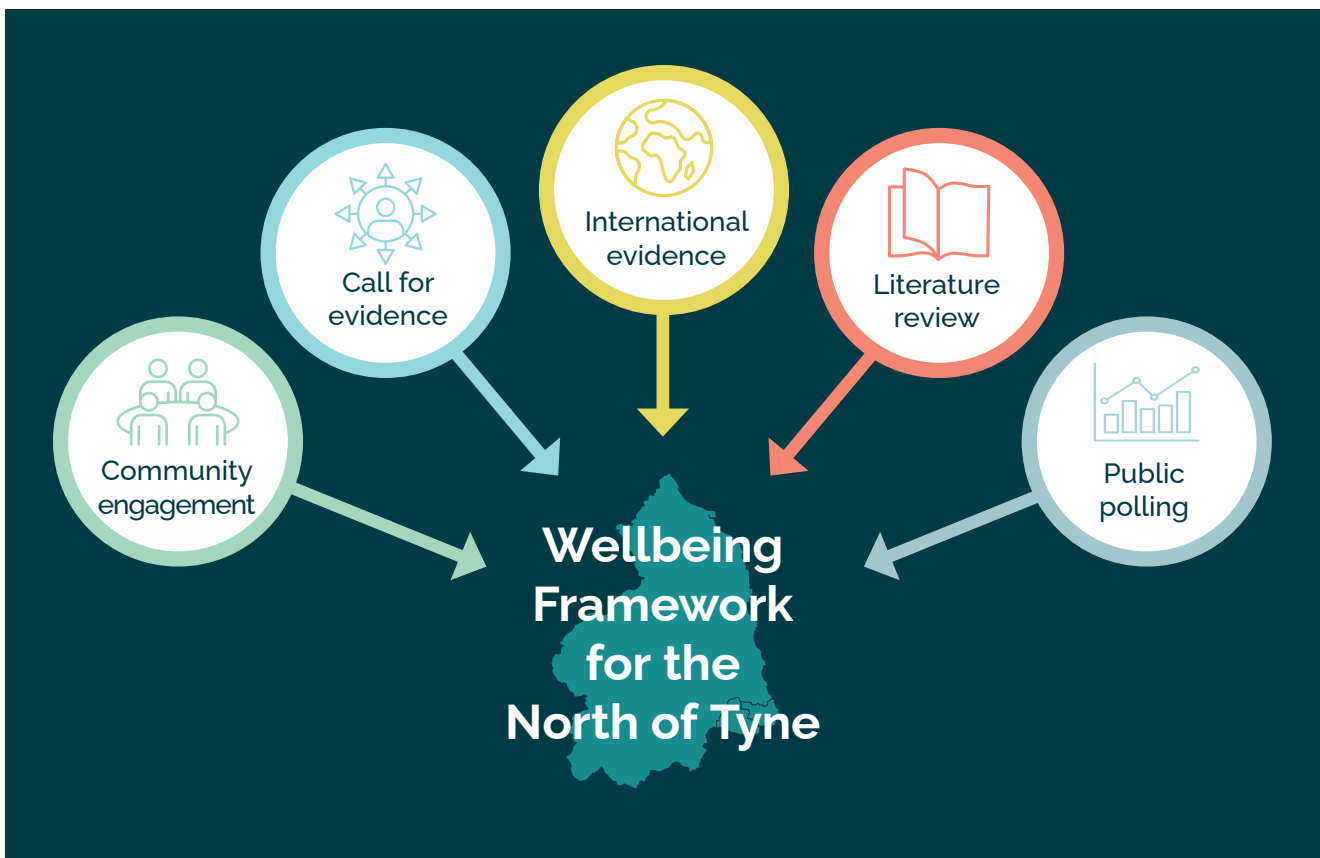 Community
engagement
Call for
evidence
International
evidence
Literature
review
Public
polling
Wellbeing
Framework
for the
North of Tyne